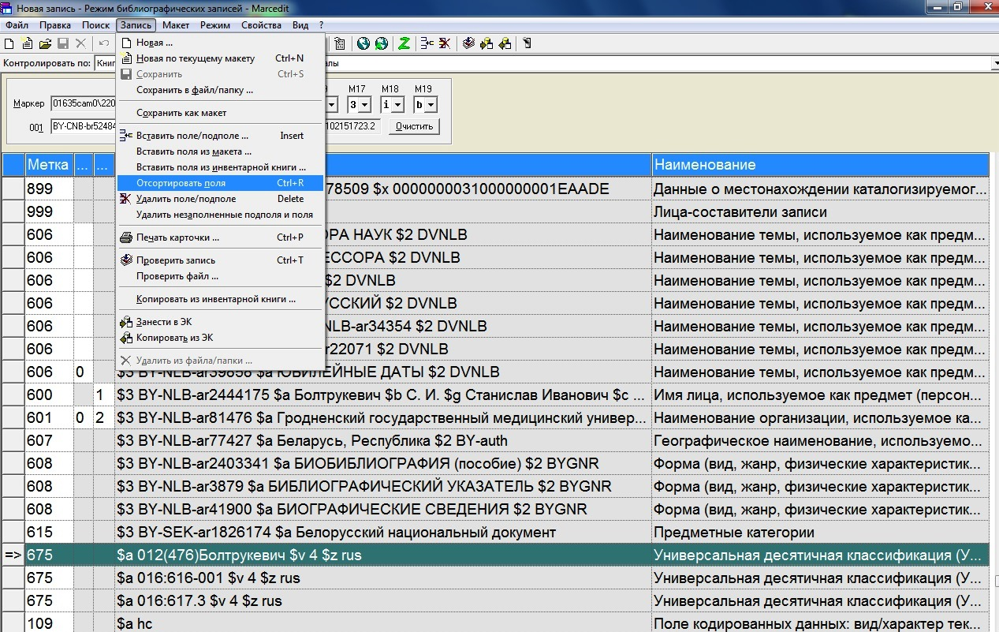 Новая запись - Режим библиографических записей - Marcedit
Файл Правка Поиск Запись Макет Режим Свойства Вид ?
Контролировать по: Книг
Маркер 01635cam0\220 M17 3 M18 i M19 b
001 BY-CNB-br52484 102151723.2 Очистить
Новая ...
Новая по текущему макету Ctrl+N
Сохранить Ctrl+S
Сохранить в файл/папку ...
Сохранить как макет
Вставить поле/подполе ... Insert
Вставить поля из макета ...
Вставить поля из инвентарной книги ...
Отсортировать поля Ctrl+R
Удалить поле/подполе Delete
Удалить незаполненные подполя и поля
Печать карточки ... Ctrl+P
Проверить запись Ctrl+T
Проверить файл ...
Копировать из инвентарной книги ...
Занести в ЭК
Копировать из ЭК
Удалить из файла/папки ...
Метка ... ... Наименование
899 78509 $x 0000000031000000001EAADE Данные о местонахождении каталогизируемог...
999 Лица-составители записи
606 ОРА НАУК $2 DVNLB Наименование темы, используемое как предм...
606 ЕССОРА $2 DVNLB Наименование темы, используемое как предм...
606 $2 DVNLB Наименование темы, используемое как предм...
606 УССКИЙ $2 DVNLB Наименование темы, используемое как предм...
606 NLB-ar34354 $2 DVNLB Наименование темы, используемое как предм...
606 r22071 $2 DVNLB Наименование темы, используемое как предм...
606 0 $3 BY-NLB-ar39858 $a ЮБИЛЕЙНЫЕ ДАТЫ $2 DVNLB Наименование темы, используемое как предм...
600 1 $3 BY-NLB-ar2444175 $a Болтрукевич $b С. И. $g Станислав Иванович $c ... Имя лица, используемое как предмет (персон...
601 0 2 $3 BY-NLB-ar81476 $a Гродненский государственный медицинский универ... Наименование организации, используемое ка...
607 $3 BY-NLB-ar77427 $a Беларусь, Республика $2 BY-auth Географическое наименование, используемо...
608 $3 BY-NLB-ar2403341 $a БИОБИБЛИОГРАФИЯ (пособие) $2 BYGNR Форма (вид, жанр, физические характеристик...
608 $3 BY-NLB-ar3879 $a БИБЛИОГРАФИЧЕСКИЙ УКАЗАТЕЛЬ $2 BYGNR Форма (вид, жанр, физические характеристик...
608 $3 BY-NLB-ar41900 $a БИОГРАФИЧЕСКИЕ СВЕДЕНИЯ $2 BYGNR Форма (вид, жанр, физические характеристик...
615 $3 BY-SEK-ar1826174 $a Белорусский национальный документ Предметные категории
=> 675 $a 012(476)Болтрукевич $v 4 $z rus Универсальная десятичная классификация (У...
675 $a 016:616-001 $v 4 $z rus Универсальная десятичная классификация (У...
675 $a 016:617.3 $v 4 $z rus Универсальная десятичная классификация (У...
109 $a hc Поле кодированных данных: вид/характер тек...